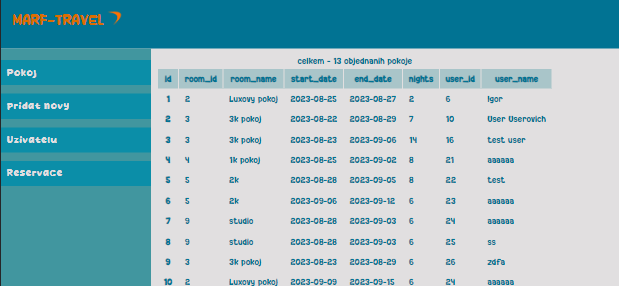 MARF-TRAVEL
Pokoj
Pridat novy
Uzivatelu
Reservace
celkem - 13 objednanih pokoje
id room_id room_name start_date end_date nights user_id user_name
1 2 Luxovy pokoj 2023-08-25 2023-08-27 2 6 Igor
2 3 3k pokoj 2023-08-22 2023-08-29 7 10 User Userovich
3 3 3k pokoj 2023-08-23 2023-09-06 14 16 test user
4 4 1k pokoj 2023-08-25 2023-09-02 8 21 aaaaaa
5 5 2k 2023-08-28 2023-09-05 8 22 test
6 5 2k 2023-09-06 2023-09-12 6 23 aaaaaa
7 9 studio 2023-08-28 2023-09-03 6 24 aaaaaa
8 9 studio 2023-08-28 2023-09-03 6 25 ss
9 3 3k pokoj 2023-08-23 2023-08-29 6 26 zdfa
10 2 Luxovy pokoj 2023-09-09 2023-09-15 6 24 aaaaaa